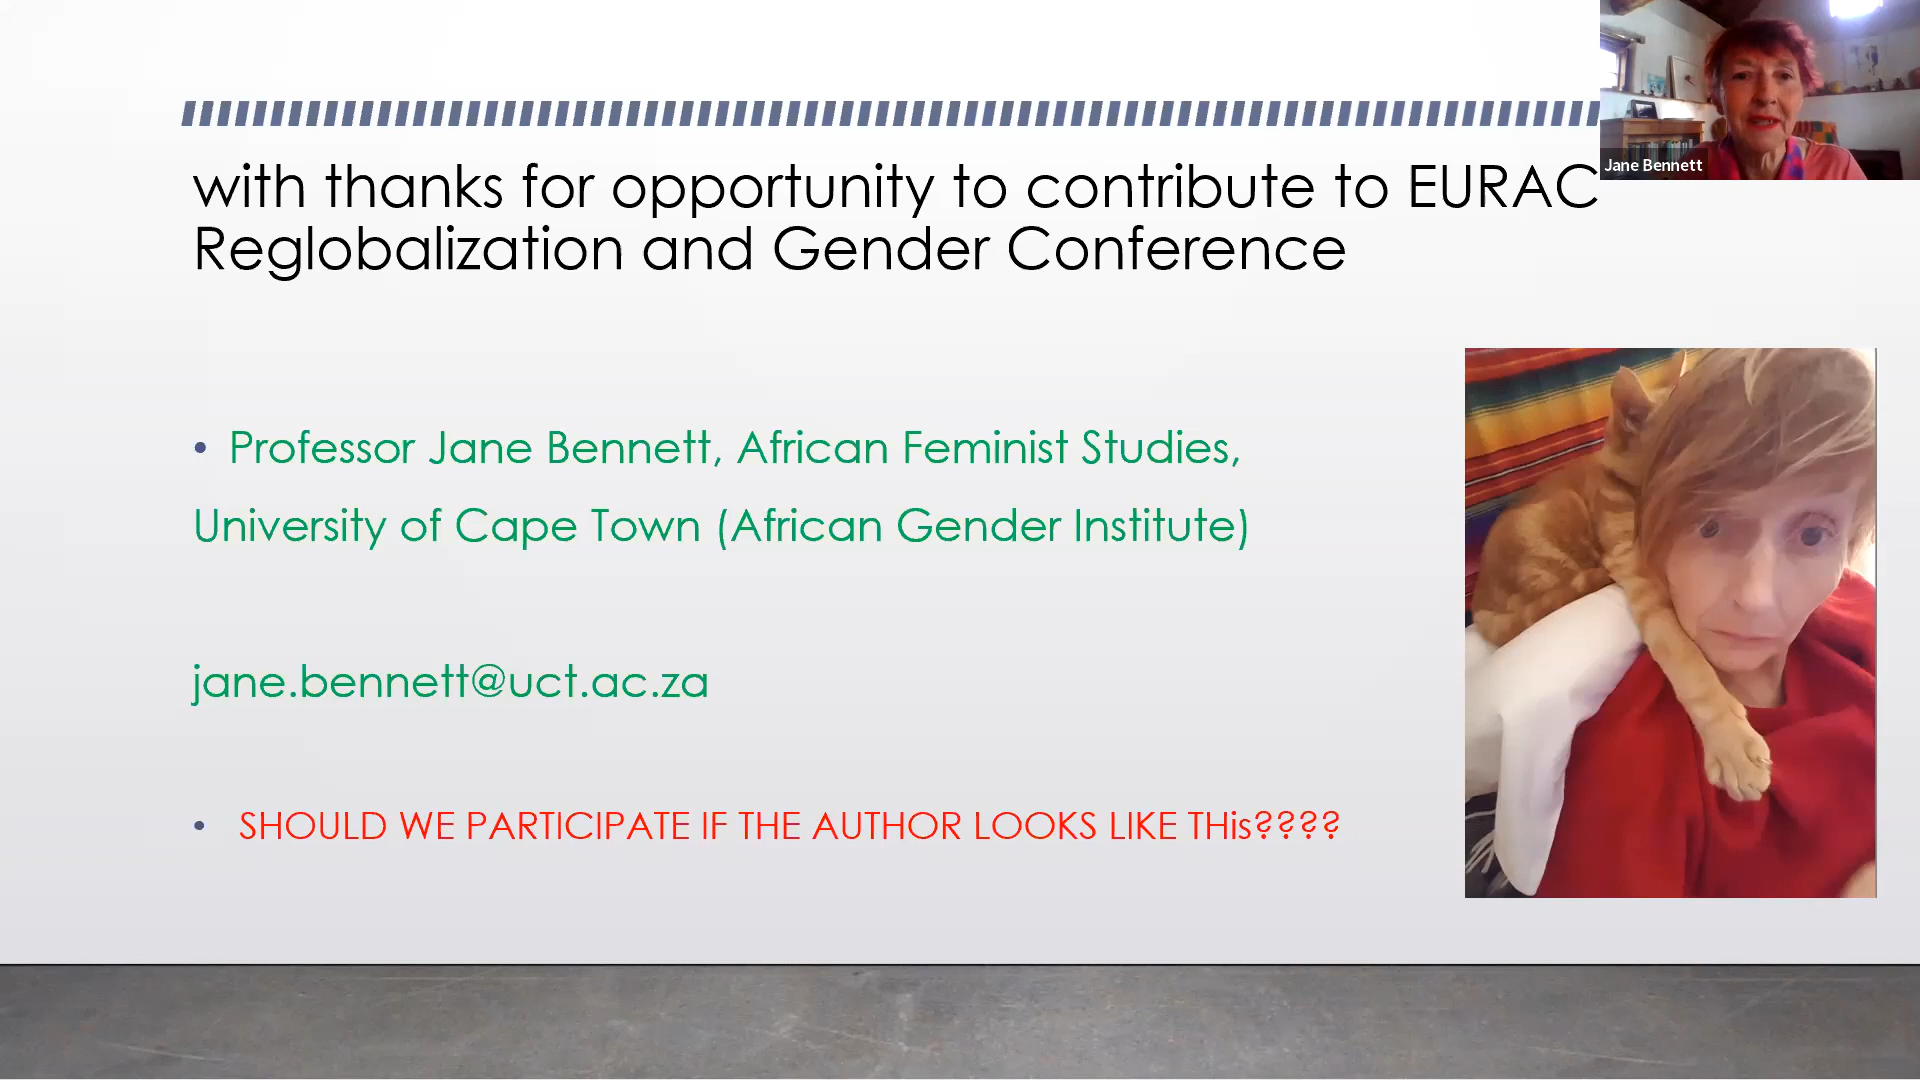 with thanks for opportunity to contribute to EURAC
Reglobalization and Gender Conference
Jane Bennett
• Professor Jane Bennett, African Feminist Studies,
University of Cape Town (African Gender Institute)
jane.bennett@uct.ac.za
• SHOULD WE PARTICIPATE IF THE AUTHOR LOOKS LIKE THis????